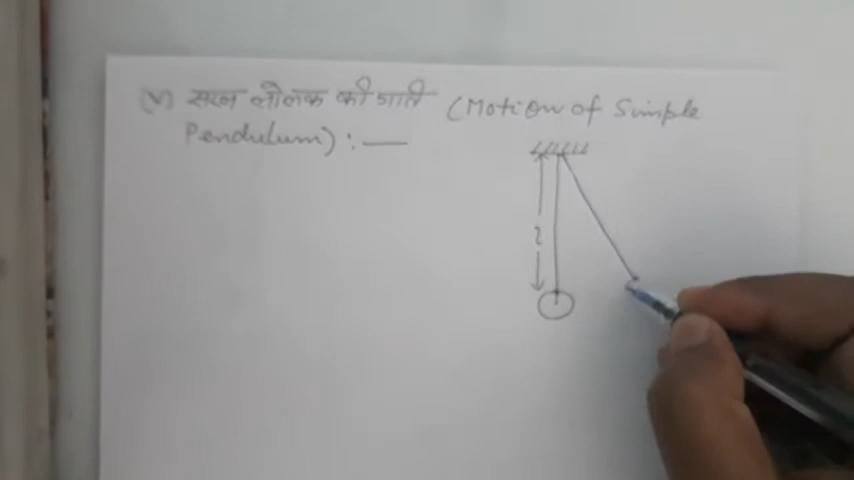 (v) सरल लोलक की गति (Motion of Simple
Pendulum) : —
l